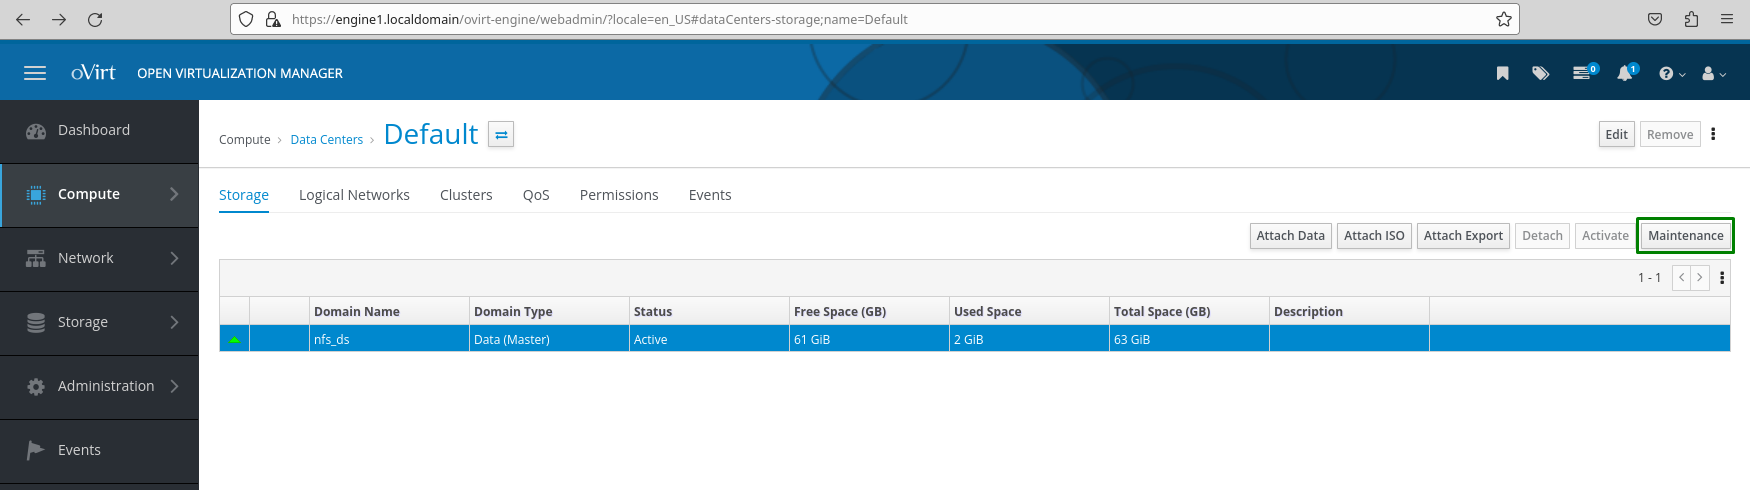 https://engine1.localdomain/ovirt-engine/webadmin/?locale=en_US#dataCenters-storage;name=Default
oVirt OPEN VIRTUALIZATION MANAGER 0 1
Dashboard
Compute
Network
Storage
Administration
Events
Compute > Data Centers > Default Edit Remove
Storage Logical Networks Clusters QoS Permissions Events
Attach Data Attach ISO Attach Export Detach Activate Maintenance
1 - 1
Domain Name Domain Type Status Free Space (GB) Used Space Total Space (GB) Description
nfs_ds Data (Master) Active 61 GiB 2 GiB 63 GiB